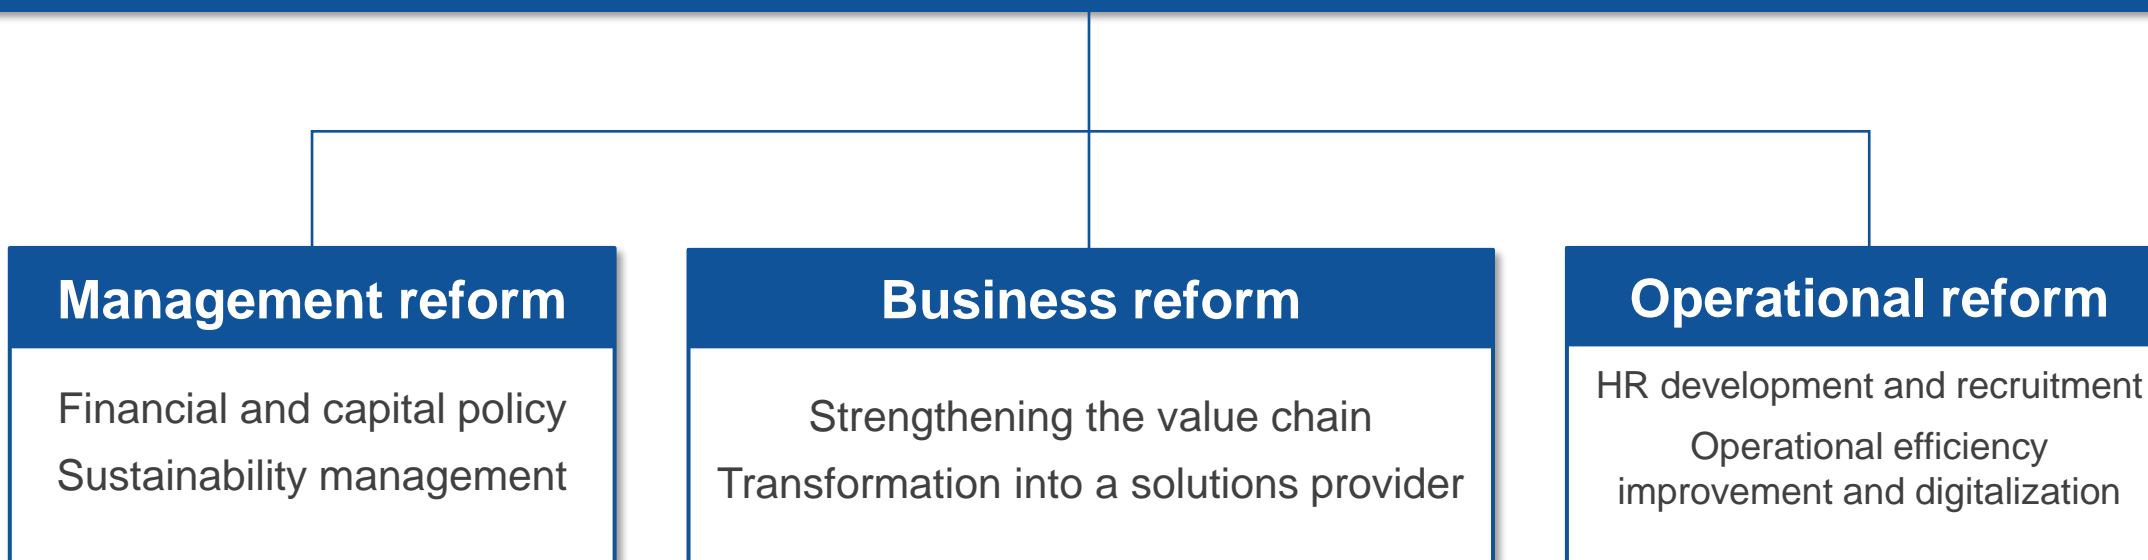 Management reform
Financial and capital policy
Sustainability management
Business reform
Strengthening the value chain
Transformation into a solutions provider
Operational reform
HR development and recruitment
Operational efficiency
improvement and digitalization